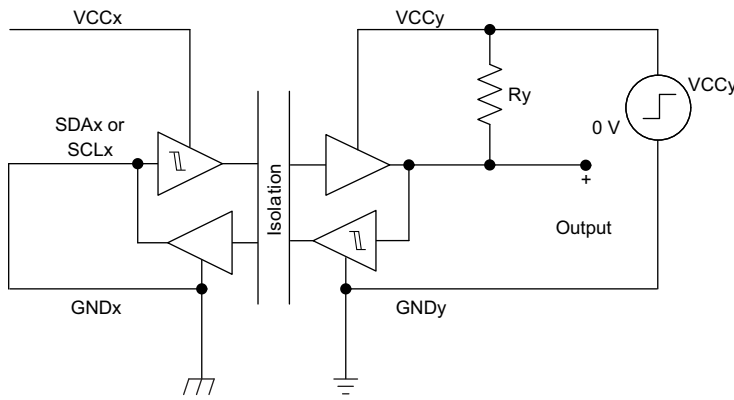 VCCx
VCCy
Ry
VCCy
0 V
SDAx or
SCLx
Isolation
+
Output
GNDx
GNDy